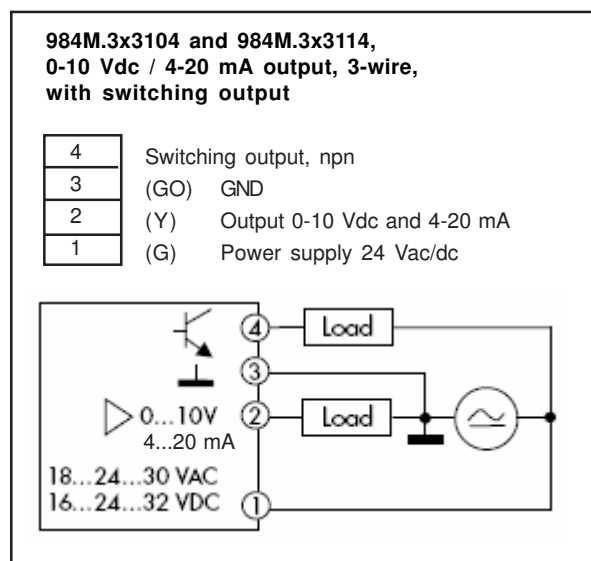 984M.3x3104 and 984M.3x3114,
0-10 Vdc / 4-20 mA output, 3-wire,
with switching output
4 Switching output, npn
3 (GO) GND
2 (Y) Output 0-10 Vdc and 4-20 mA
1 (G) Power supply 24 Vac/dc
4 Load
3
0...10V 2 Load
4...20 mA
18...24...30 VAC
16...24...32 VDC 1